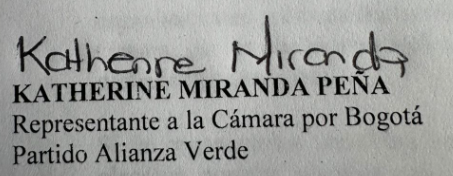 Katherine Miranda
KATHERINE MIRANDA PEÑA
Representante a la Cámara por Bogotá
Partido Alianza Verde